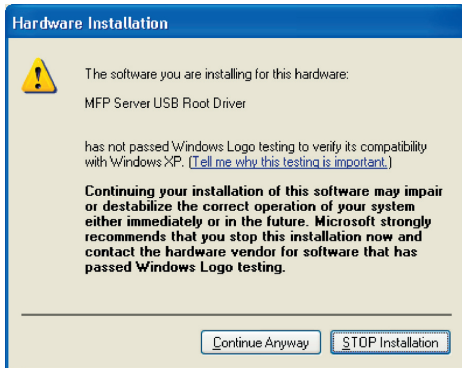 Hardware Installation
The software you are installing for this hardware:
MFP Server USB Root Driver
has not passed Windows Logo testing to verify its compatibility
with Windows XP. (Tell me why this testing is important.)
Continuing your installation of this software may impair
or destabilize the correct operation of your system
either immediately or in the future. Microsoft strongly
recommends that you stop this installation now and
contact the hardware vendor for software that has
passed Windows Logo testing.
Continue Anyway
STOP Installation